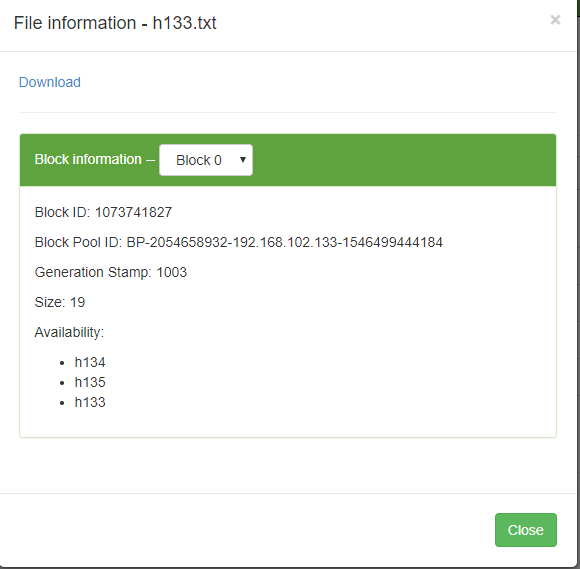 File information - h133.txt
×
Download
Block information -- Block 0
Block ID: 1073741827
Block Pool ID: BP-2054658932-192.168.102.133-1546499444184
Generation Stamp: 1003
Size: 19
Availability:
h134
h135
h133
Close